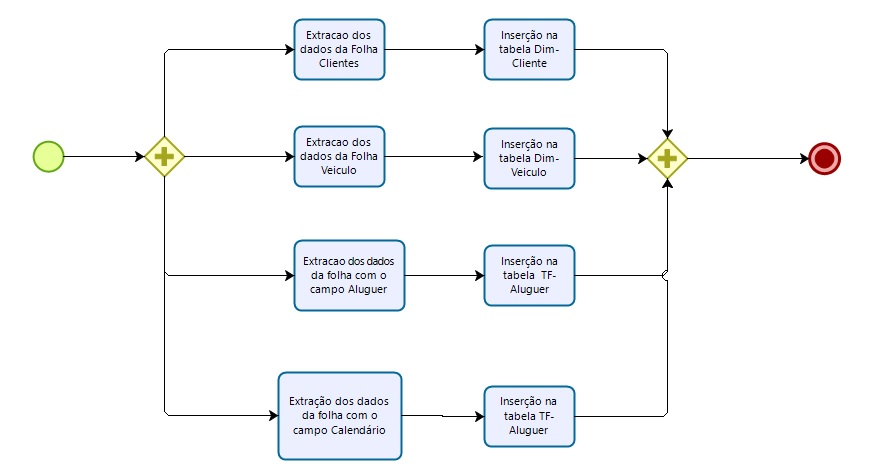 Extracao dos
dados da Folha
Clientes
Inserção na
tabela Dim-
Cliente
Extracao dos
dados da Folha
Veiculo
Inserção na
tabela Dim-
Veiculo
Extracao dos dados
da folha com o
campo Aluguer
Inserção na
tabela TF-
Aluguer
Extração dos dados
da folha com o
campo Calendário
Inserção na
tabela TF-
Aluguer